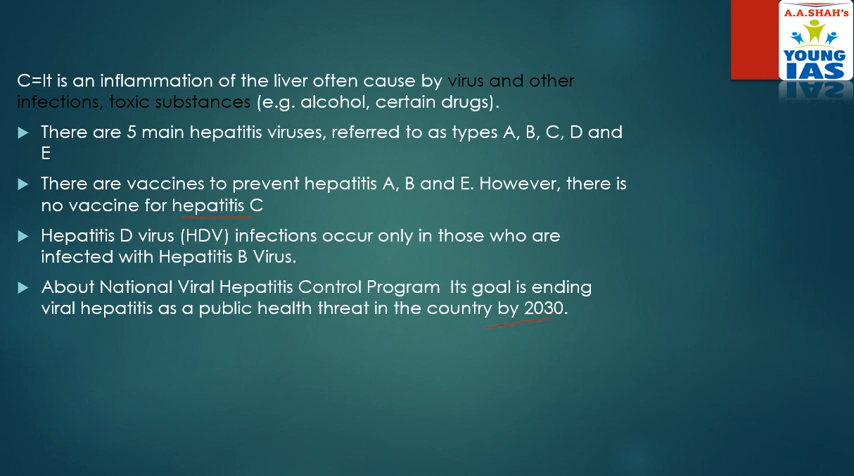 A.A.SHAH's
YOUNG
IAS
C=It is an inflammation of the liver often cause by virus and other
infections, toxic substances (e.g. alcohol, certain drugs).
There are 5 main hepatitis viruses, referred to as types A, B, C, D and
E
There are vaccines to prevent hepatitis A, B and E. However, there is
no vaccine for hepatitis C
Hepatitis D virus (HDV) infections occur only in those who are
infected with Hepatitis B Virus.
About National Viral Hepatitis Control Program Its goal is ending
viral hepatitis as a public health threat in the country by 2030.